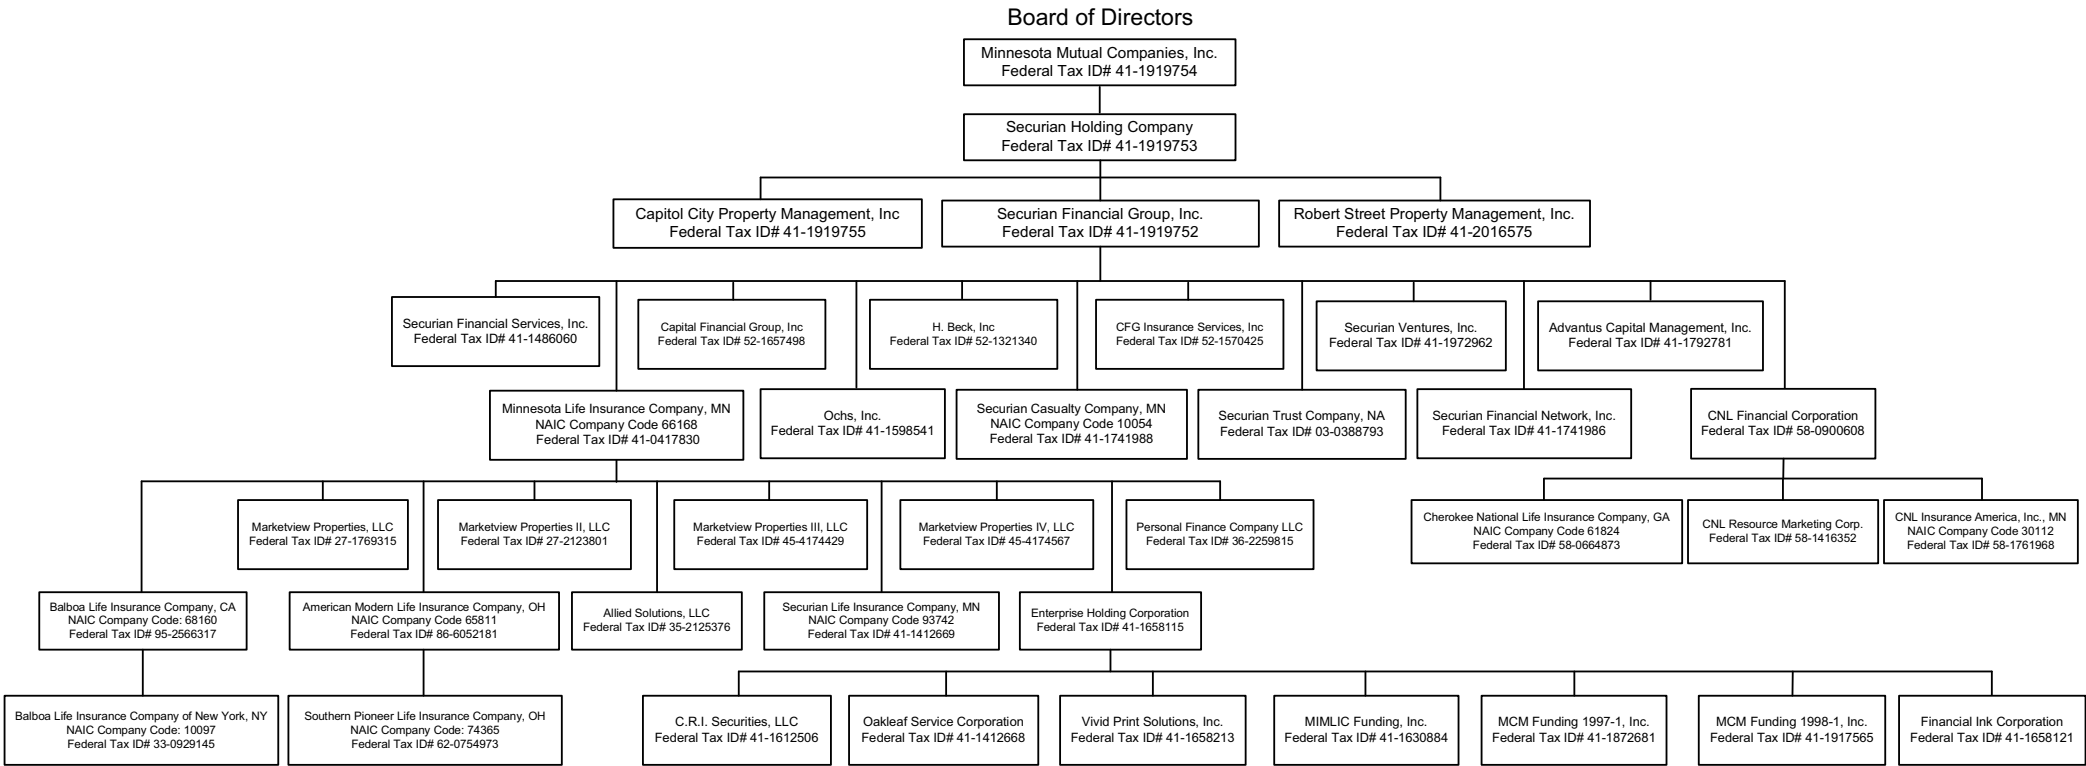 Board of Directors
Minnesota Mutual Companies, Inc.
Federal Tax ID# 41-1919754
Securian Holding Company
Federal Tax ID# 41-1919753
Capitol City Property Management, Inc
Federal Tax ID# 41-1919755
Securian Financial Group, Inc.
Federal Tax ID# 41-1919752
Robert Street Property Management, Inc.
Federal Tax ID# 41-2016575
Securian Financial Services, Inc.
Federal Tax ID# 41-1486060
Capital Financial Group, Inc
Federal Tax ID# 52-1657498
H. Beck, Inc
Federal Tax ID# 52-1321340
CFG Insurance Services, Inc
Federal Tax ID# 52-1570425
Securian Ventures, Inc.
Federal Tax ID# 41-1972962
Advantus Capital Management, Inc.
Federal Tax ID# 41-1792781
Minnesota Life Insurance Company, MN
NAIC Company Code 66168
Federal Tax ID# 41-0417830
Ochs, Inc.
Federal Tax ID# 41-1598541
Securian Casualty Company, MN
NAIC Company Code 10054
Federal Tax ID# 41-1741988
Securian Trust Company, NA
Federal Tax ID# 03-0388793
Securian Financial Network, Inc.
Federal Tax ID# 41-1741986
CNL Financial Corporation
Federal Tax ID# 58-0900608
Marketview Properties, LLC
Federal Tax ID# 27-1769315
Marketview Properties II, LLC
Federal Tax ID# 27-2123801
Marketview Properties III, LLC
Federal Tax ID# 45-4174429
Marketview Properties IV, LLC
Federal Tax ID# 45-4174567
Personal Finance Company LLC
Federal Tax ID# 36-2259815
Cherokee National Life Insurance Company, GA
NAIC Company Code 61824
Federal Tax ID# 58-0664873
CNL Resource Marketing Corp.
Federal Tax ID# 58-1416352
CNL Insurance America, Inc., MN
NAIC Company Code 30112
Federal Tax ID# 58-1761968
Balboa Life Insurance Company, CA
NAIC Company Code: 68160
Federal Tax ID# 95-2566317
American Modern Life Insurance Company, OH
NAIC Company Code 65811
Federal Tax ID# 86-6052181
Allied Solutions, LLC
Federal Tax ID# 35-2125376
Securian Life Insurance Company, MN
NAIC Company Code 93742
Federal Tax ID# 41-1412669
Enterprise Holding Corporation
Federal Tax ID# 41-1658115
Balboa Life Insurance Company of New York, NY
NAIC Company Code: 10097
Federal Tax ID# 33-0929145
Southern Pioneer Life Insurance Company, OH
NAIC Company Code: 74365
Federal Tax ID# 62-0754973
C.R.I. Securities, LLC
Federal Tax ID# 41-1612506
Oakleaf Service Corporation
Federal Tax ID# 41-1412668
Vivid Print Solutions, Inc.
Federal Tax ID# 41-1658213
MIMLIC Funding, Inc.
Federal Tax ID# 41-1630884
MCM Funding 1997-1, Inc.
Federal Tax ID# 41-1872681
MCM Funding 1998-1, Inc.
Federal Tax ID# 41-1917565
Financial Ink Corporation
Federal Tax ID# 41-1658121